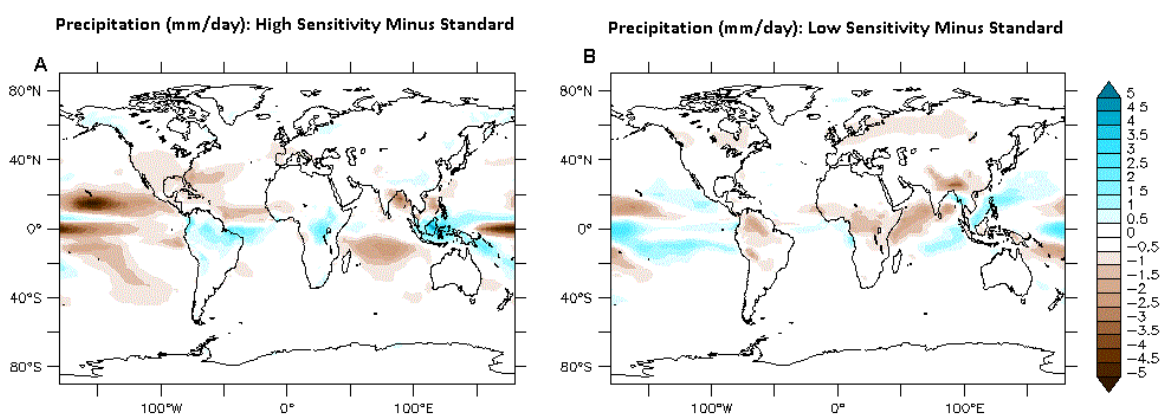 Precipitation (mm/day): High Sensitivity Minus Standard
Precipitation (mm/day): Low Sensitivity Minus Standard
A
B
80°N
40°N
0°
40°S
80°S
100°W
0°
100°E
80°N
40°N
0°
40°S
80°S
100°W
0°
100°E
5
4 5
4
3.5
3
2.5
2
1 5
1
0.5
0
−0.5
−1
−1.5
−2
−2.5
−3
−3.5
−4
−4.5
−5